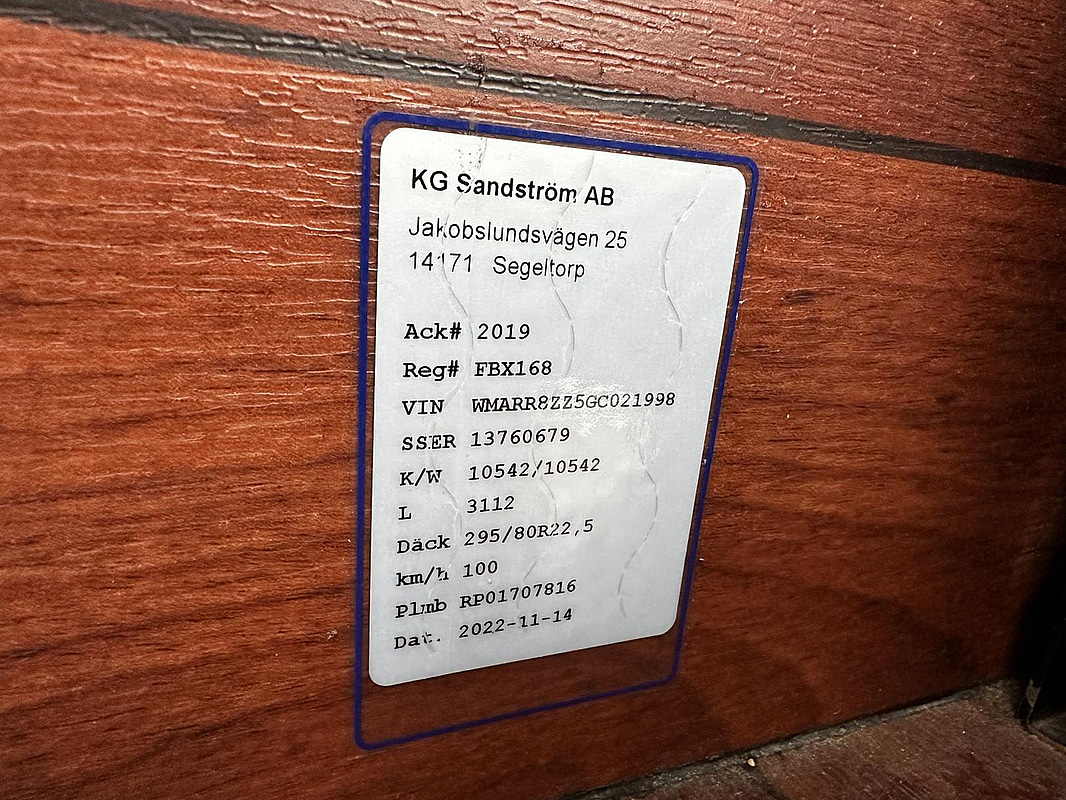 KG Sandström AB
Jakobslundsvägen 25
14171 Segeltorp
Ack# 2019
Reg# FBX168
VIN WMARR8ZZ5GC021998
SSER 13760679
K/W 10542/10542
L 3112
Däck 295/80R22,5
km/h 100
Plmb RP01707816
Dat. 2022-11-14